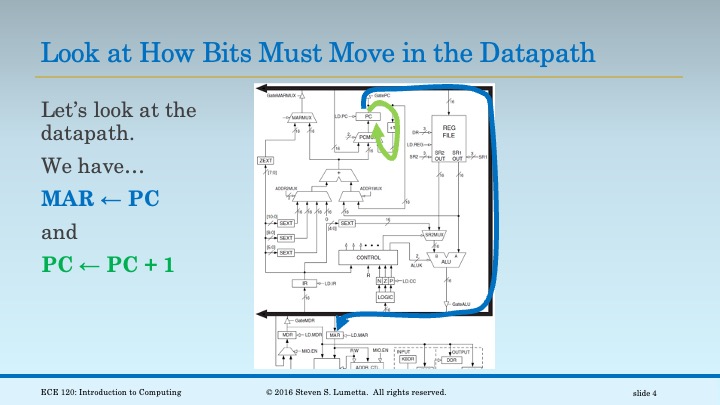 Look at How Bits Must Move in the Datapath
Let's look at the
datapath.
We have…
MAR ← PC
and
PC ← PC + 1
GateMARMUX
GatePC
MARMUX
LD.PC
PC
+1
REG
FILE
DR
LD.REG
SR2
SR2 OUT
SR1 OUT
SR1
ZEXT
[7:0]
+
ADDR2MUX
ADDR1MUX
[10:0]
SEXT
[4:0]
SEXT
[8:0]
SEXT
[5:0]
SEXT
SR2MUX
CONTROL
ALUK
B A
ALU
R
IR
LD.IR
N Z P
LD.CC
LOGIC
GateALU
GateMDR
MDR
LD.MDR
MAR
LD.MAR
MIO.EN
R/W
MIO.EN
INPUT
OUTPUT
KBDR
DDR
ECE 120: Introduction to Computing
© 2016 Steven S. Lumetta. All rights reserved.
slide 4